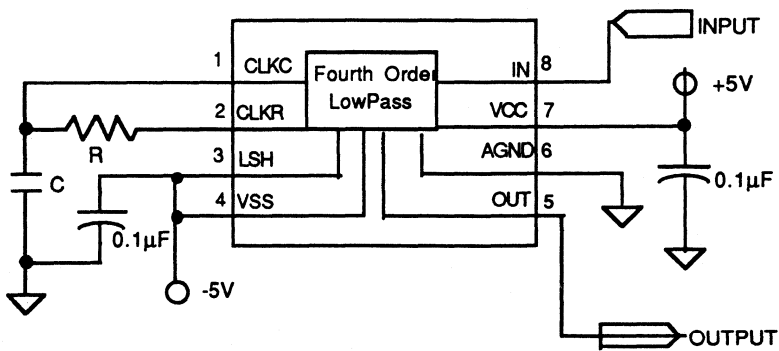 INPUT
1 CLKC
Fourth Order
LowPass
IN 8
+5V
2 CLKR
VCC 7
R
3 LSH
AGND 6
C
0.1µF
4 VSS
OUT 5
0.1µF
-5V
OUTPUT